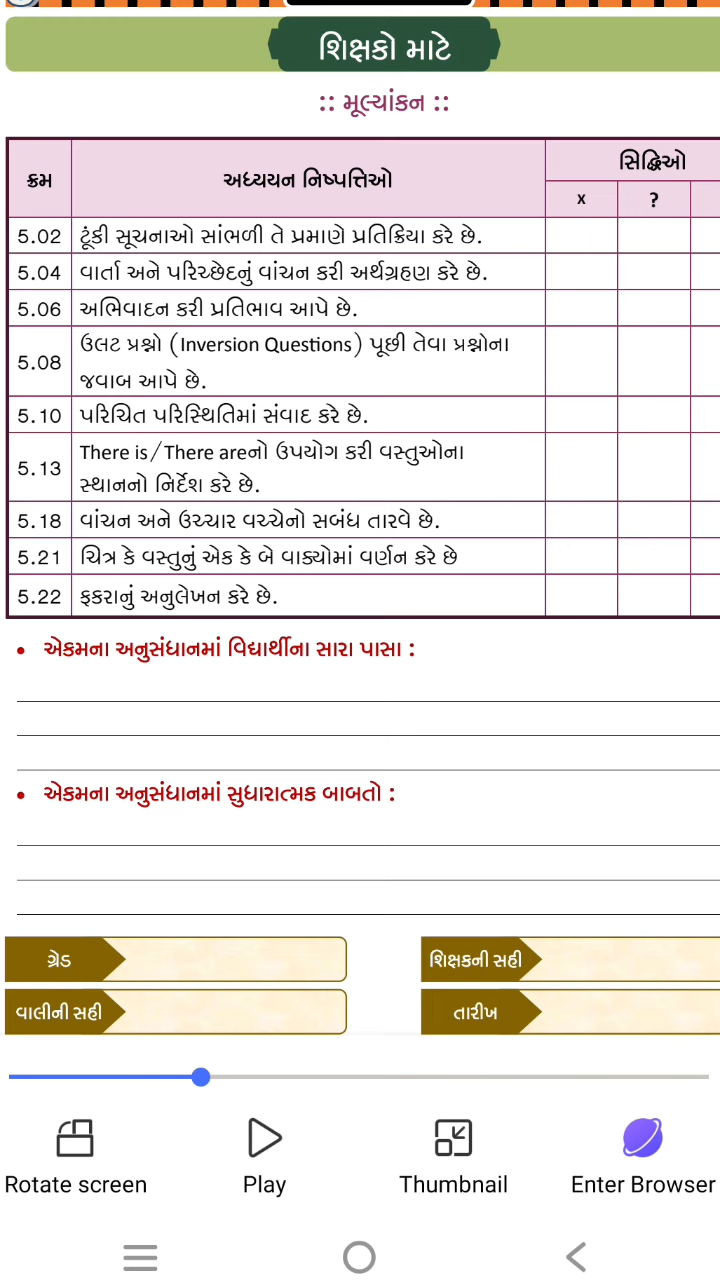 શિક્ષકો માટે
:: મૂલ્યાંકન ::
ક્રમ અધ્યયન નિષ્પત્તિઓ સિદ્ધિઓ
x ?
5.02 ટૂંકી સૂચનાઓ સાંભળી તે પ્રમાણે પ્રતિક્રિયા કરે છે.
5.04 વાર્તા અને પરિચ્છેદનું વાંચન કરી અર્થગ્રહણ કરે છે.
5.06 અભિવાદન કરી પ્રતિભાવ આપે છે.
5.08 ઉલટ પ્રશ્નો (Inversion Questions) પૂછી તેવા પ્રશ્નોના
જવાબ આપે છે.
5.10 પરિચિત પરિસ્થિતિમાં સંવાદ કરે છે.
5.13 There is/There areનો ઉપયોગ કરી વસ્તુઓના
સ્થાનનો નિર્દેશ કરે છે.
5.18 વાંચન અને ઉચ્ચાર વચ્ચેનો સબંધ તારવે છે.
5.21 ચિત્ર કે વસ્તુનું એક કે બે વાક્યોમાં વર્ણન કરે છે
5.22 ફકરાનું અનુલેખન કરે છે.
• એકમના અનુસંધાનમાં વિદ્યાર્થીના સારા પાસા :
• એકમના અનુસંધાનમાં સુધારાત્મક બાબતો :
ગ્રેડ શિક્ષકની સહી
વાલીની સહી તારીખ
Rotate screen Play Thumbnail Enter Browser